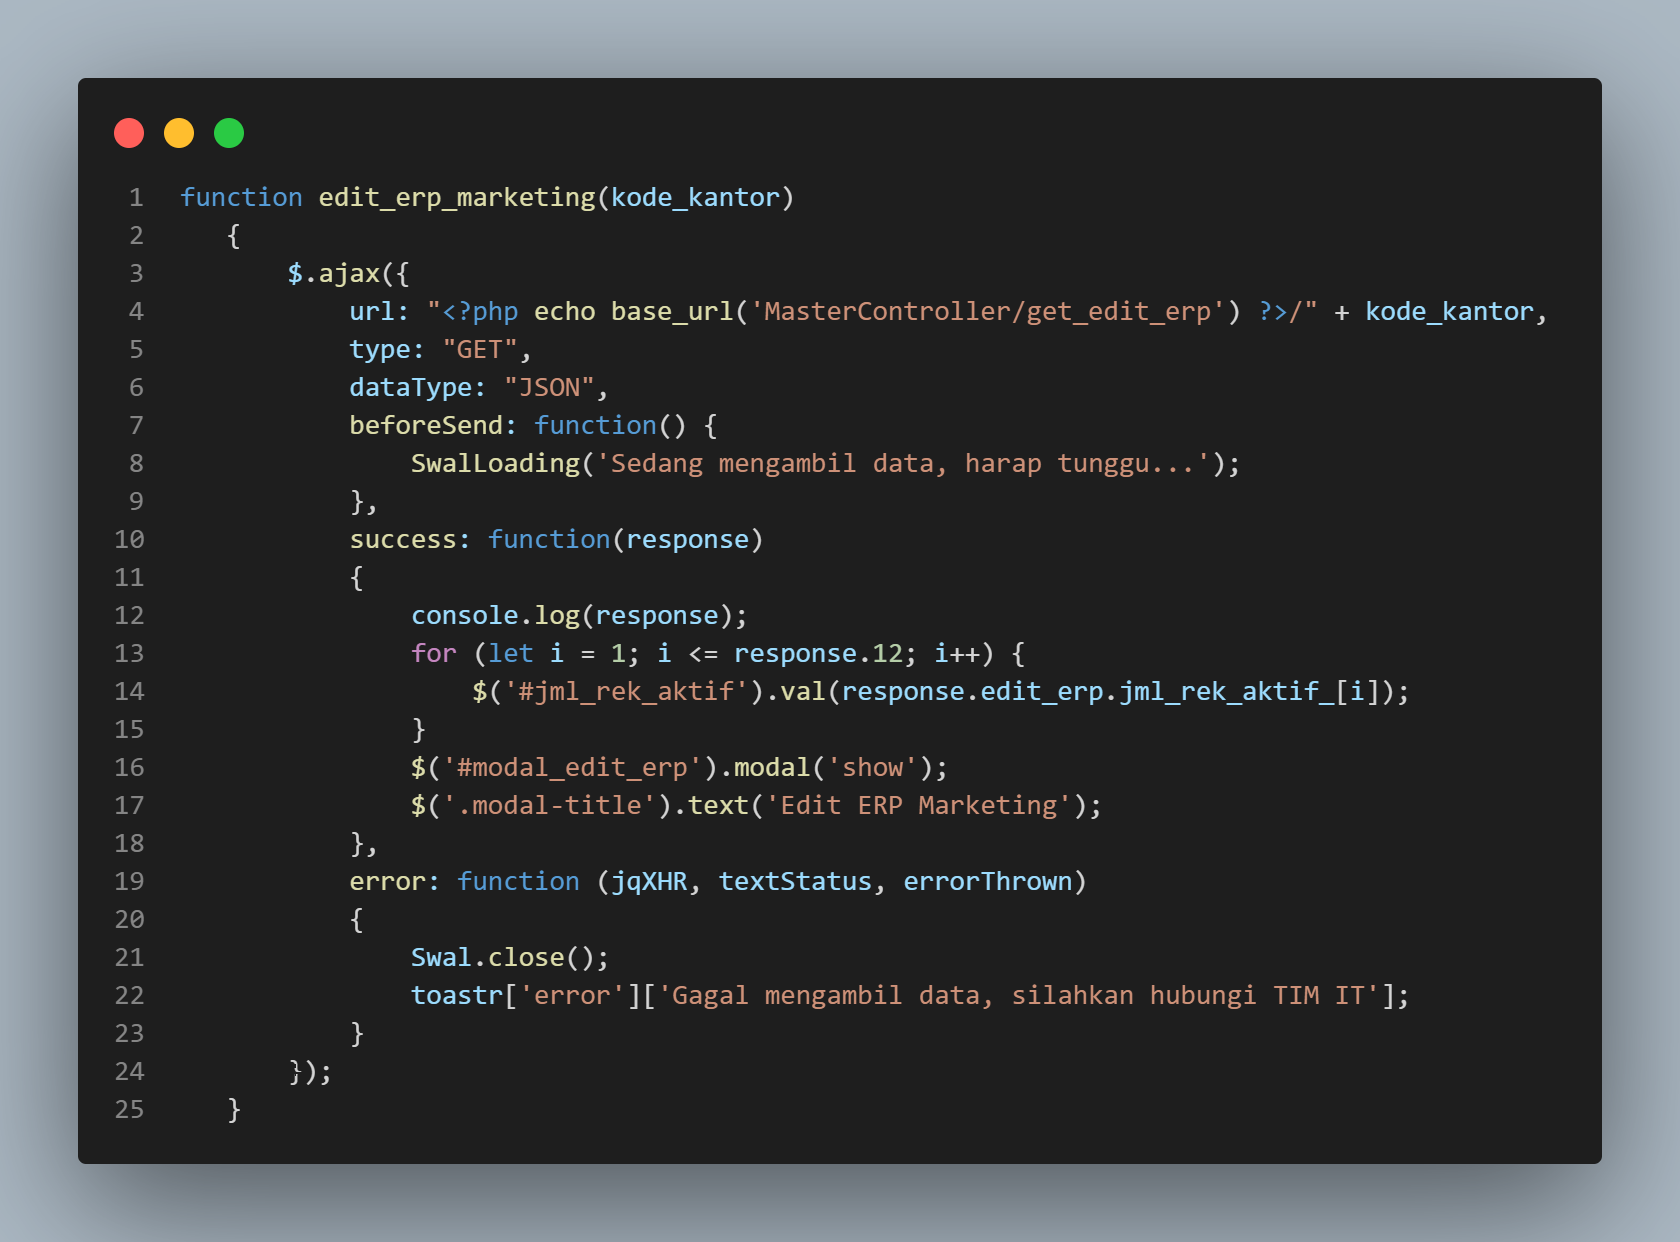 1 function edit_erp_marketing(kode_kantor)
2 {
3 $.ajax({
4 url: "<?php echo base_url('MasterController/get_edit_erp') ?>/" + kode_kantor,
5 type: "GET",
6 dataType: "JSON",
7 beforeSend: function() {
8 SwalLoading('Sedang mengambil data, harap tunggu...');
9 },
10 success: function(response)
11 {
12 console.log(response);
13 for (let i = 1; i <= response.12; i++) {
14 $('#jml_rek_aktif').val(response.edit_erp.jml_rek_aktif_[i]);
15 }
16 $('#modal_edit_erp').modal('show');
17 $('.modal-title').text('Edit ERP Marketing');
18 },
19 error: function (jqXHR, textStatus, errorThrown)
20 {
21 Swal.close();
22 toastr['error']['Gagal mengambil data, silahkan hubungi TIM IT'];
23 }
24 });
25 }